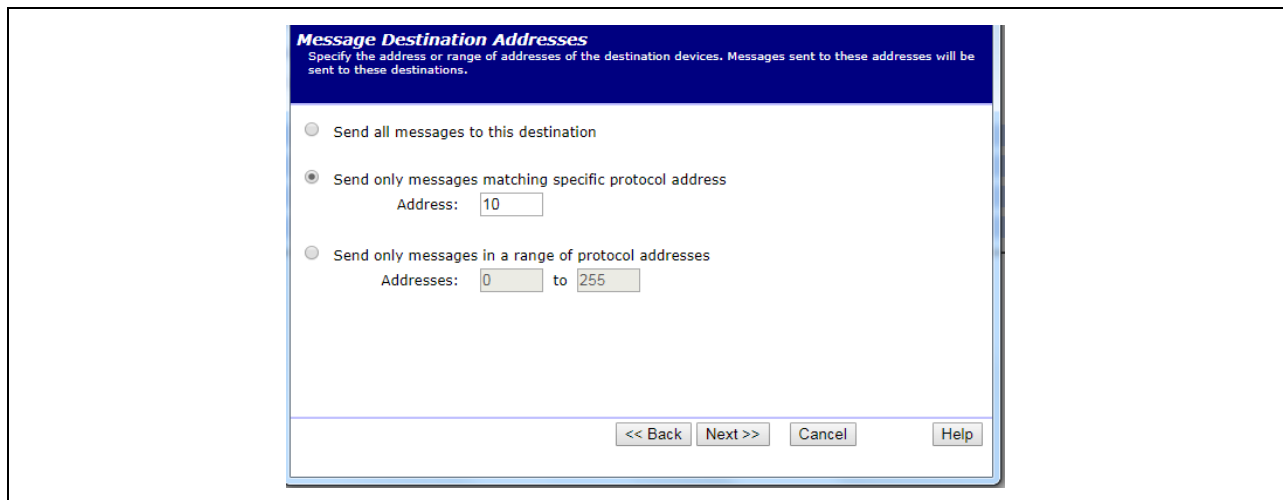 Message Destination Addresses
Specify the address or range of addresses of the destination devices. Messages sent to these addresses will be
sent to these destinations.
Send all messages to this destination
Send only messages matching specific protocol address
Address: 10
Send only messages in a range of protocol addresses
Addresses: 0 to 255
<< Back Next >> Cancel Help